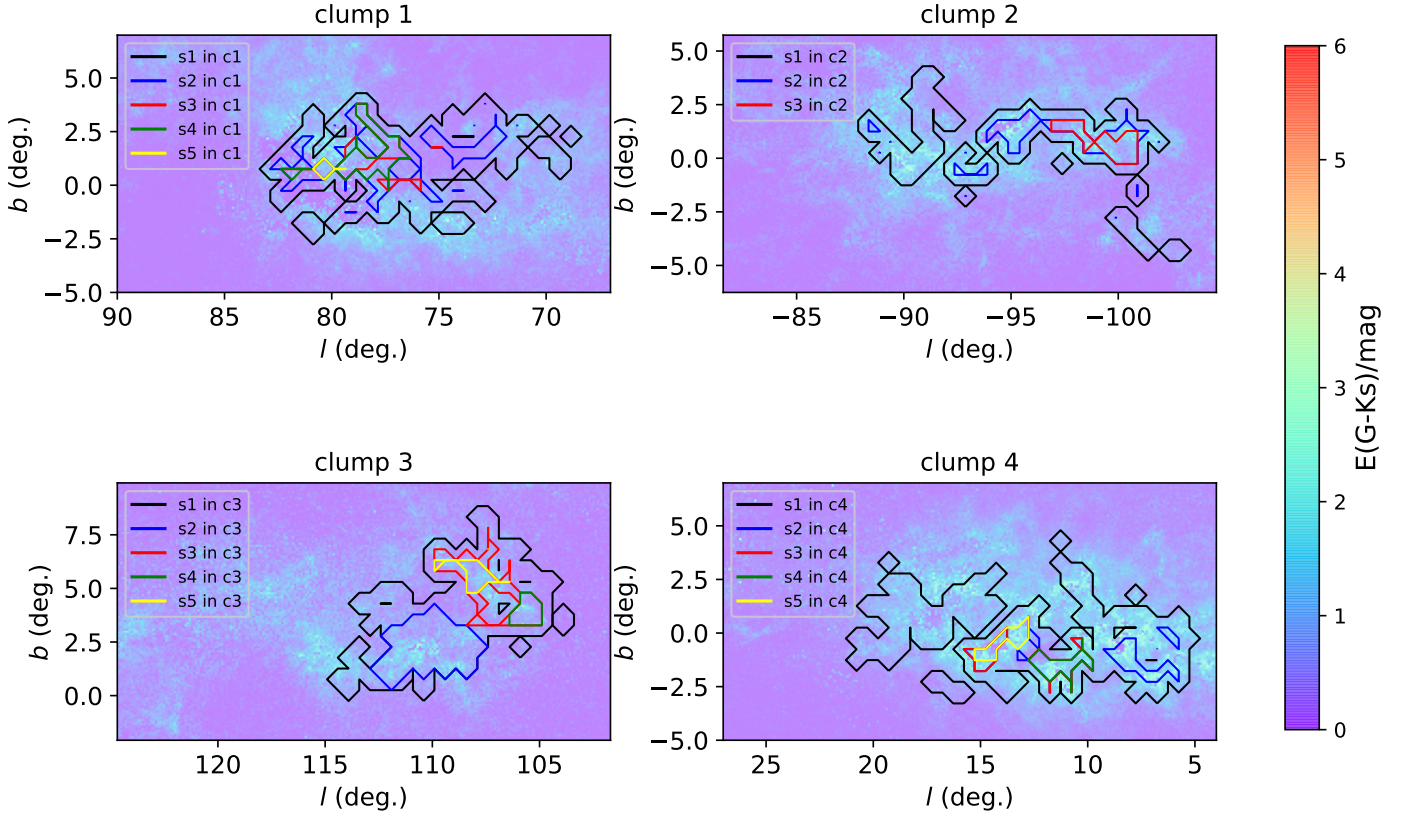 clump 1
s1 in c1
s2 in c1
s3 in c1
s4 in c1
s5 in c1
5.0
2.5
0.0
−2.5
−5.0
b (deg.)
90
85
80
75
70
l (deg.)
clump 2
s1 in c2
s2 in c2
s3 in c2
5.0
2.5
0.0
−2.5
−5.0
b (deg.)
−85
−90
−95
−100
l (deg.)
clump 3
s1 in c3
s2 in c3
s3 in c3
s4 in c3
s5 in c3
7.5
5.0
2.5
0.0
b (deg.)
120
115
110
105
l (deg.)
clump 4
s1 in c4
s2 in c4
s3 in c4
s4 in c4
s5 in c4
5.0
2.5
0.0
−2.5
−5.0
b (deg.)
25
20
15
10
5
l (deg.)
6
5
4
3
2
1
0
E(G-Ks)/mag